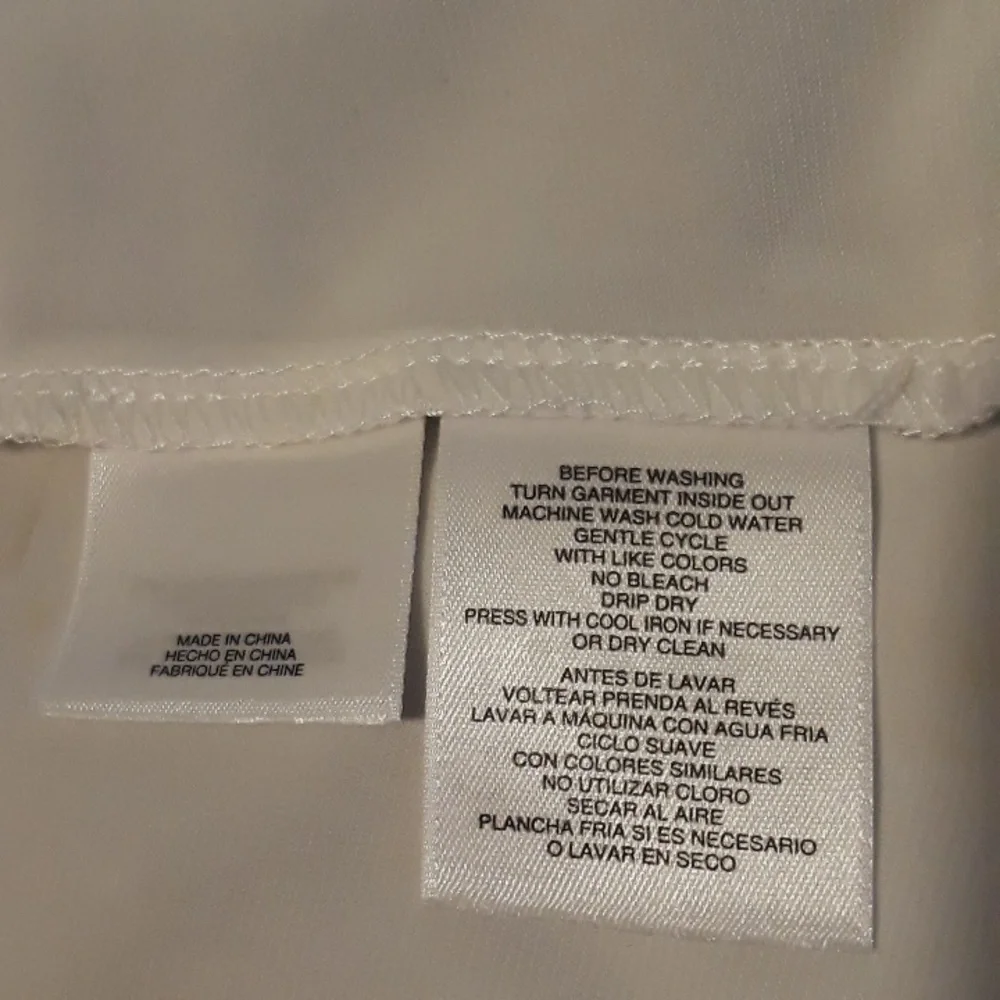 MADE IN CHINA
HECHO EN CHINA
FABRIQUÉ EN CHINE
BEFORE WASHING
TURN GARMENT INSIDE OUT
MACHINE WASH COLD WATER
GENTLE CYCLE
WITH LIKE COLORS
NO BLEACH
DRIP DRY
PRESS WITH COOL IRON IF NECESSARY
OR DRY CLEAN
ANTES DE LAVAR
VOLTEAR PRENDA AL REVÉS
LAVAR A MÁQUINA CON AGUA FRIA
CICLO SUAVE
CON COLORES SIMILARES
NO UTILIZAR CLORO
SECAR AL AIRE
PLANCHA FRIA SI ES NECESARIO
O LAVAR EN SECO